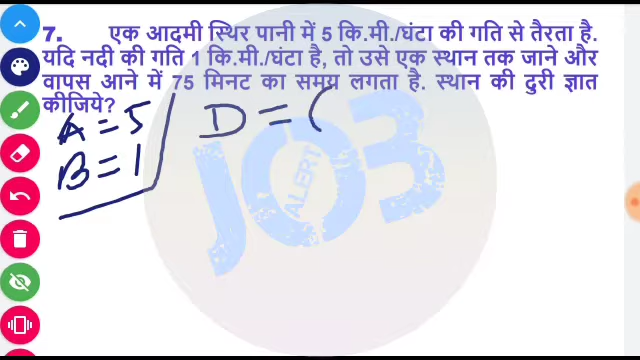 7. एक आदमी स्थिर पानी में 5 कि.मी./घंटा की गति से तैरता है.
यदि नदी की गति 1 कि.मी./घंटा है, तो उसे एक स्थान तक जाने और
वापस आने में 75 मिनट का समय लगता है. स्थान की दुरी ज्ञात
कीजिये?
A = 5
B = 1
D = (
JOB
ALERT